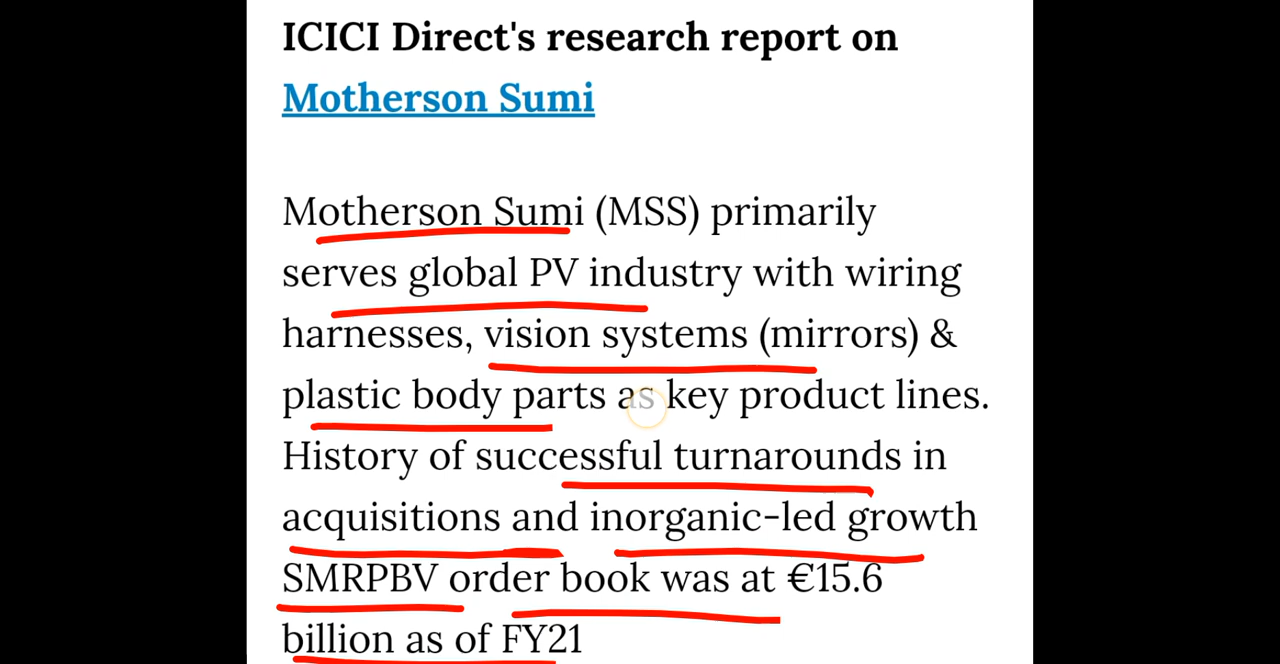 ICICI Direct's research report on
Motherson Sumi
Motherson Sumi (MSS) primarily
serves global PV industry with wiring
harnesses, vision systems (mirrors) &
plastic body parts as key product lines.
History of successful turnarounds in
acquisitions and inorganic-led growth
SMRPBV order book was at €15.6
billion as of FY21